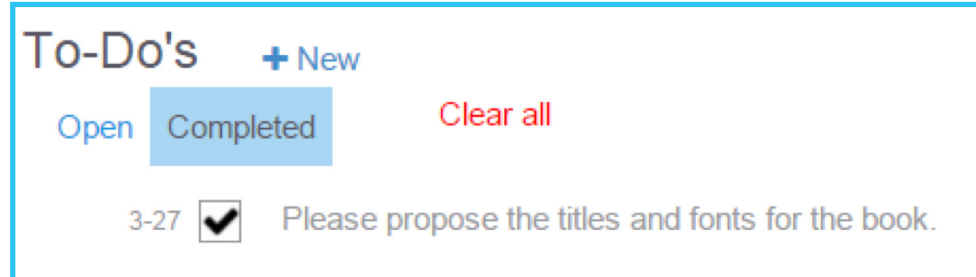 To-Do's + New
Open Completed Clear all
3-27 Please propose the titles and fonts for the book.